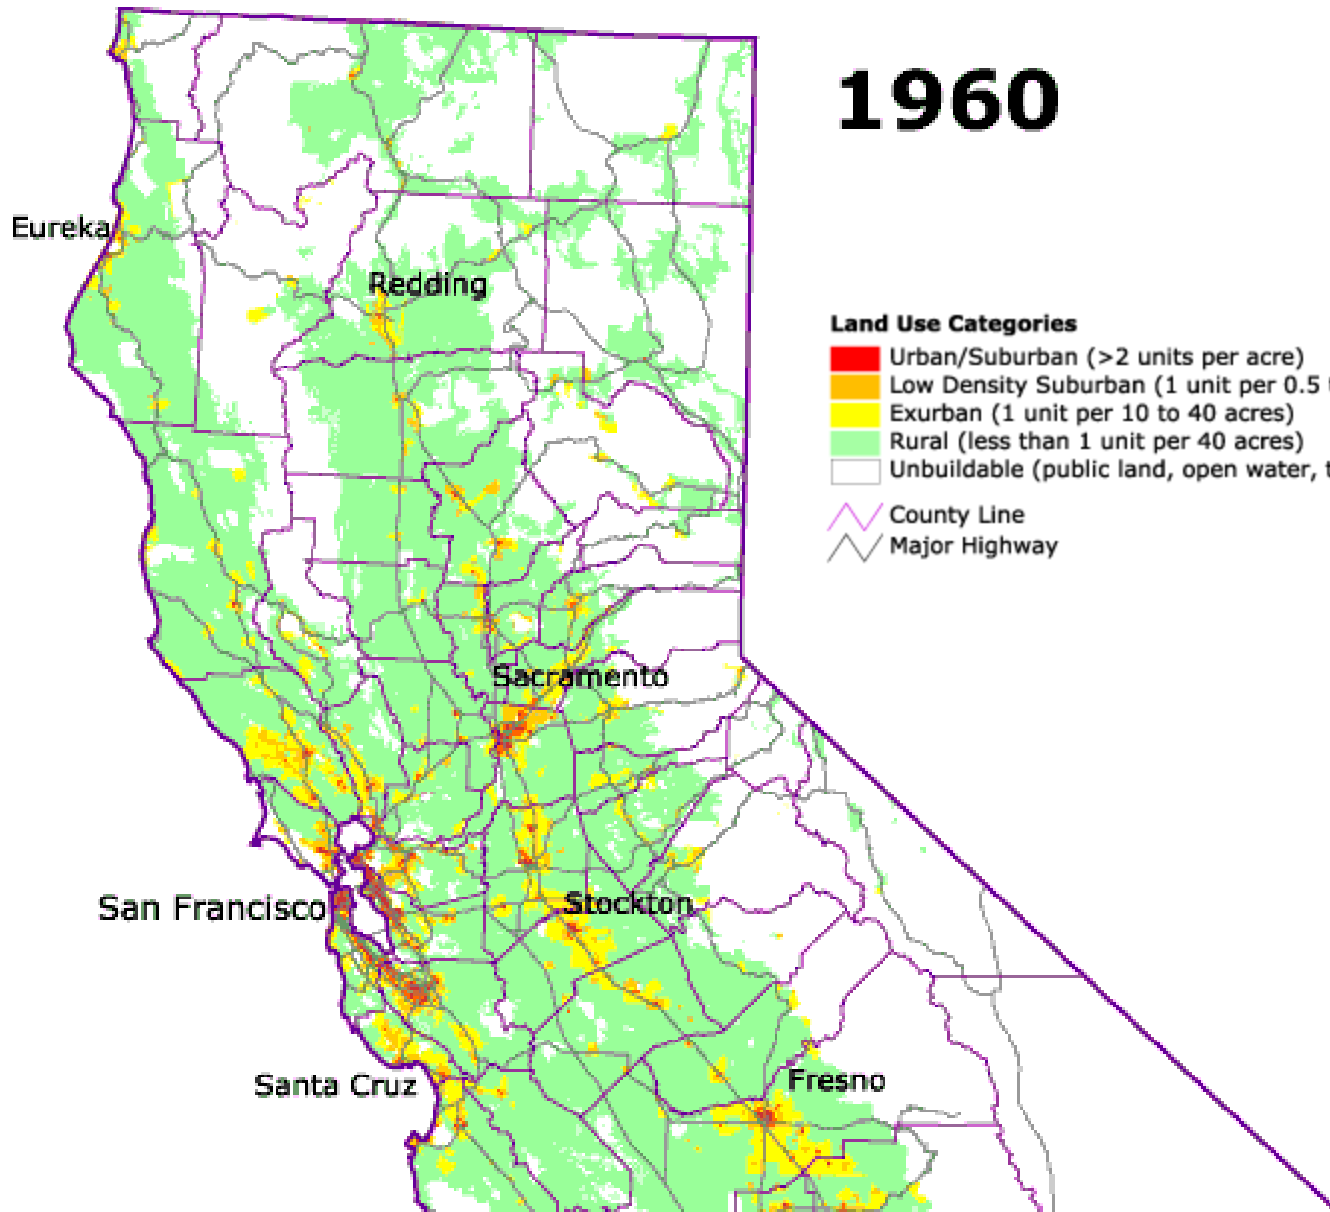 1960
Eureka
Redding
Land Use Categories
Urban/Suburban (>2 units per acre)
Low Density Suburban (1 unit per 0.5
Exurban (1 unit per 10 to 40 acres)
Rural (less than 1 unit per 40 acres)
Unbuildable (public land, open water,
County Line
Major Highway
Sacramento
San Francisco
Stockton
Santa Cruz
Fresno